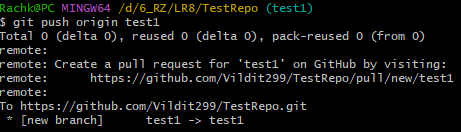 Rachk@PC MINGW64 /d/6_RZ/LR8/TestRepo (test1)
$ git push origin test1
Total 0 (delta 0), reused 0 (delta 0), pack-reused 0 (from 0)
remote:
remote: Create a pull request for 'test1' on GitHub by visiting:
remote:      https://github.com/Vildit299/TestRepo/pull/new/test1
remote:
To https://github.com/Vildit299/TestRepo.git
 * [new branch]      test1 -> test1